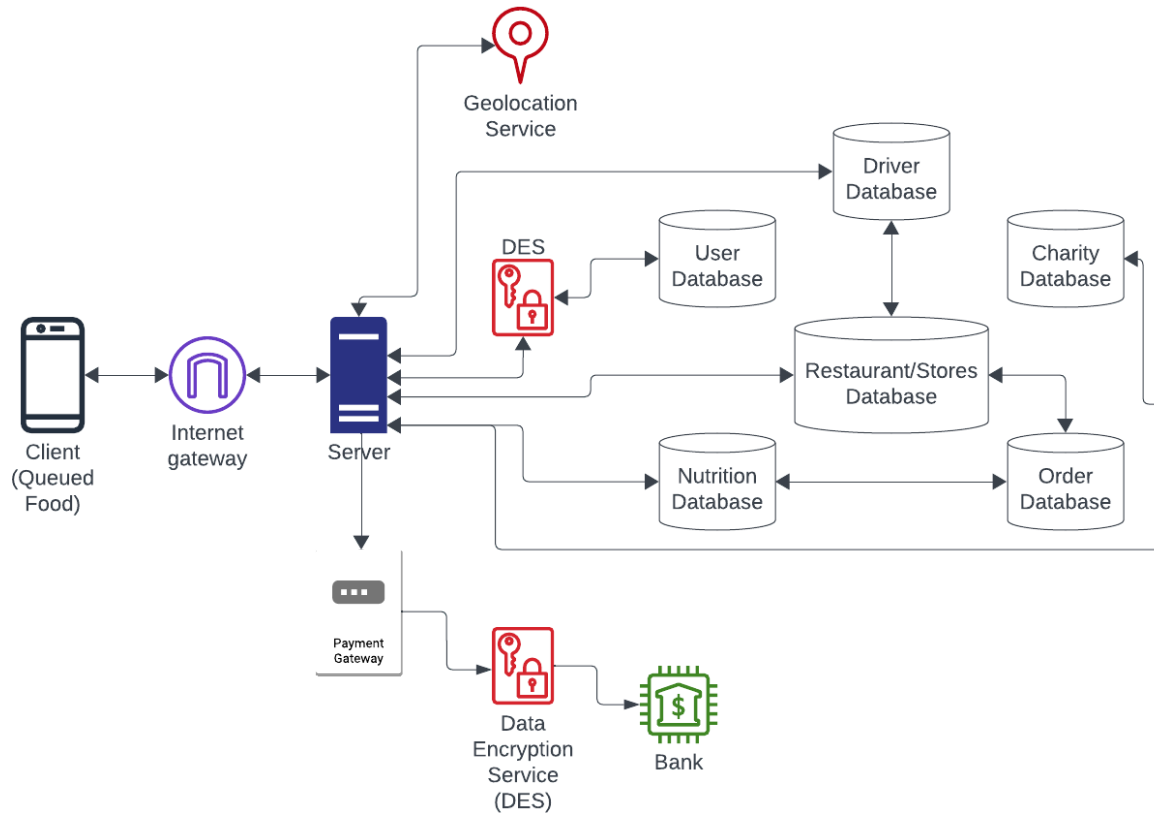 Geolocation
Service
Driver
Database
DES
User
Database
Charity
Database
Restaurant/Stores
Database
Client
(Queued
Food)
Internet
gateway
Server
Nutrition
Database
Order
Database
Payment
Gateway
$
Data
Encryption
Service
(DES)
Bank